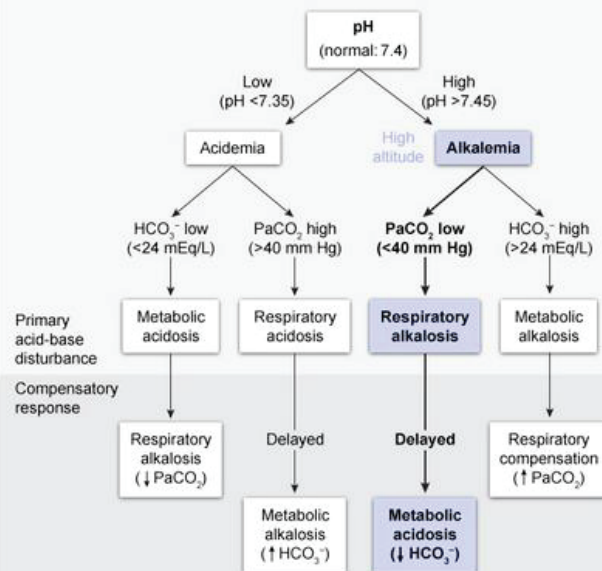 pH
(normal: 7.4)
Low
(pH <7.35)
High
(pH >7.45)
Acidemia
High
altitude
Alkalemia
HCO₃⁻ low
(<24 mEq/L)
PaCO₂ high
(>40 mm Hg)
PaCO₂ low
(<40 mm Hg)
HCO₃⁻ high
(>24 mEq/L)
Primary
acid-base
disturbance
Metabolic
acidosis
Respiratory
acidosis
Respiratory
alkalosis
Metabolic
alkalosis
Compensatory
response
Respiratory
alkalosis
(↓PaCO₂)
Delayed
Delayed
Respiratory
compensation
(↑PaCO₂)
Metabolic
alkalosis
(↑HCO₃⁻)
Metabolic
acidosis
(↓ HCO₃⁻)